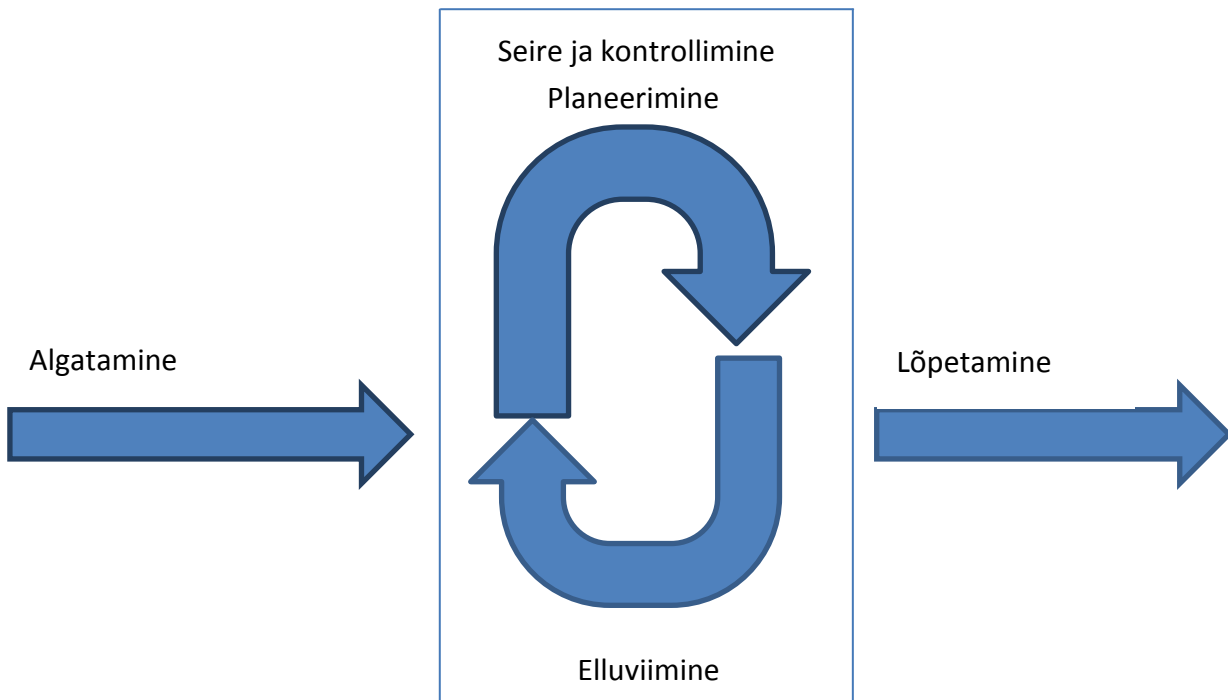 Seire ja kontrollimine
Planeerimine
Algatamine
Lõpetamine
Elluviimine